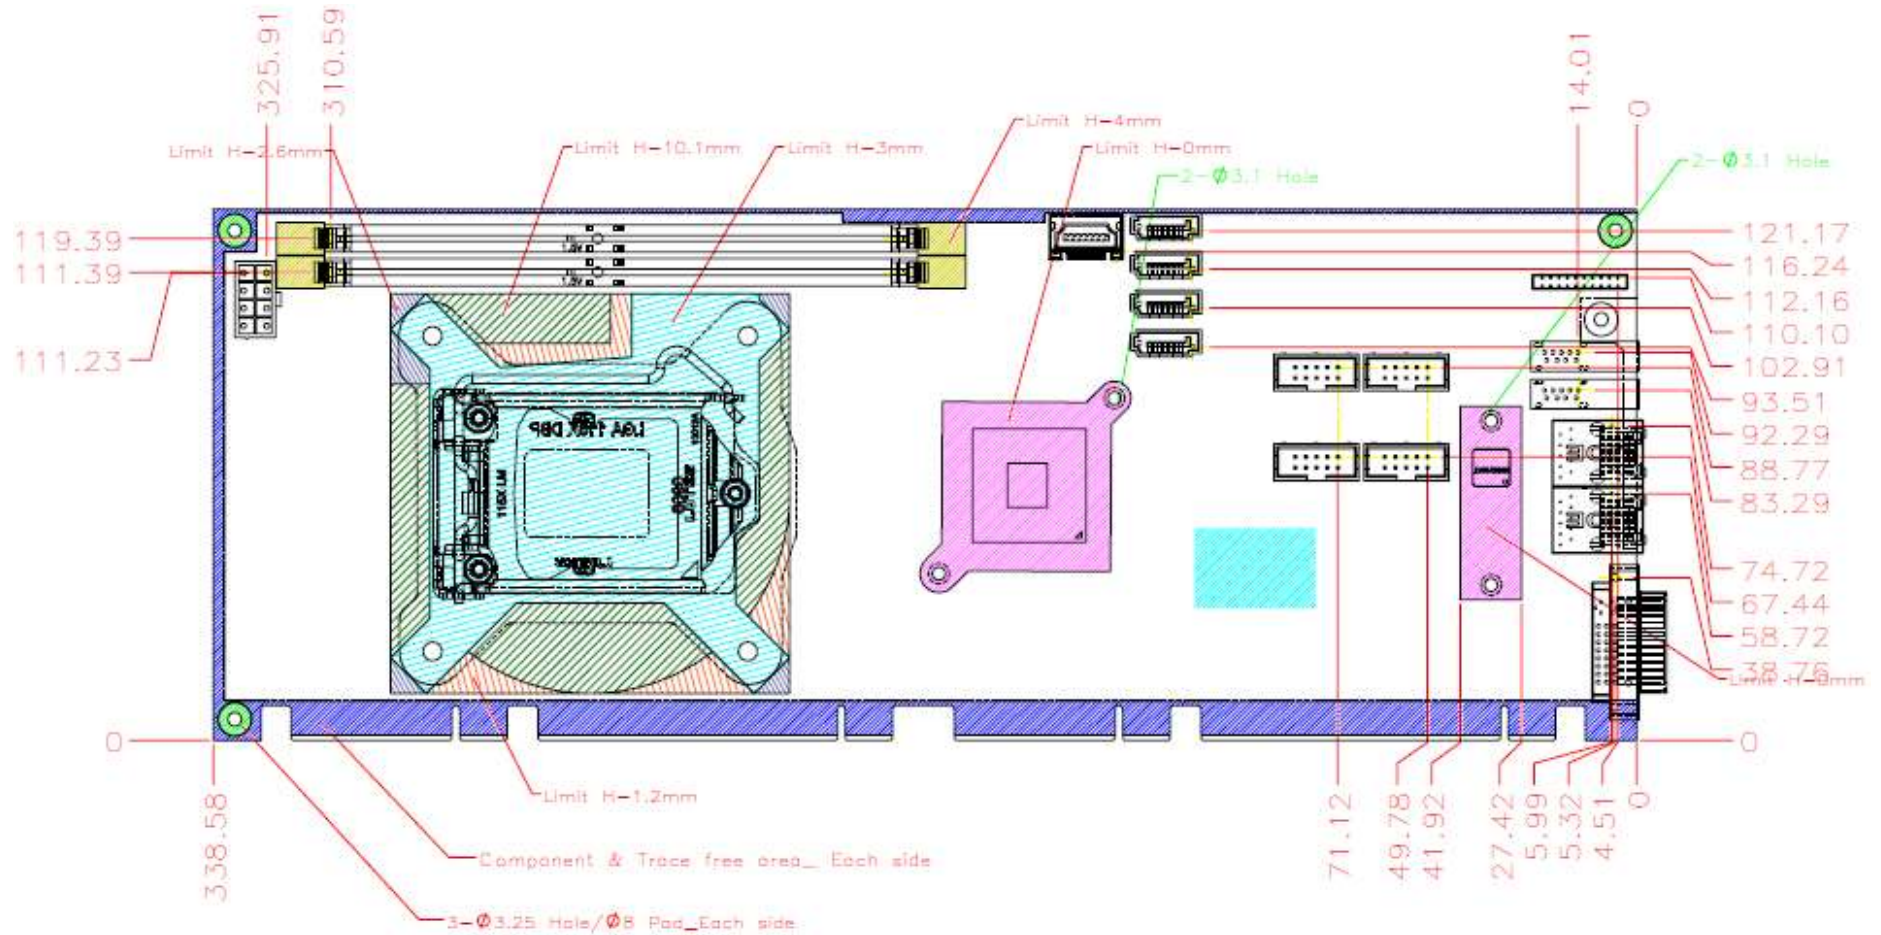 325.91
310.59
14.01
0
Limit H-2.6mm
Limit H-10.1mm
Limit H-3mm
Limit H-4mm
Limit H-0mm
2-Ø3.1 Hole
2-Ø3.1 Hole
119.39
111.39
111.23
0
121.17
116.24
112.16
110.10
102.91
93.51
92.29
88.77
83.29
74.72
67.44
58.72
38.76
Limit H-0mm
0
338.58
Limit H-1.2mm
Component & Trace free area_ Each side
3-Ø3.25 Hole/Ø8 Pad_Each side
71.12
49.78
41.92
27.42
5.99
5.32
4.51
0